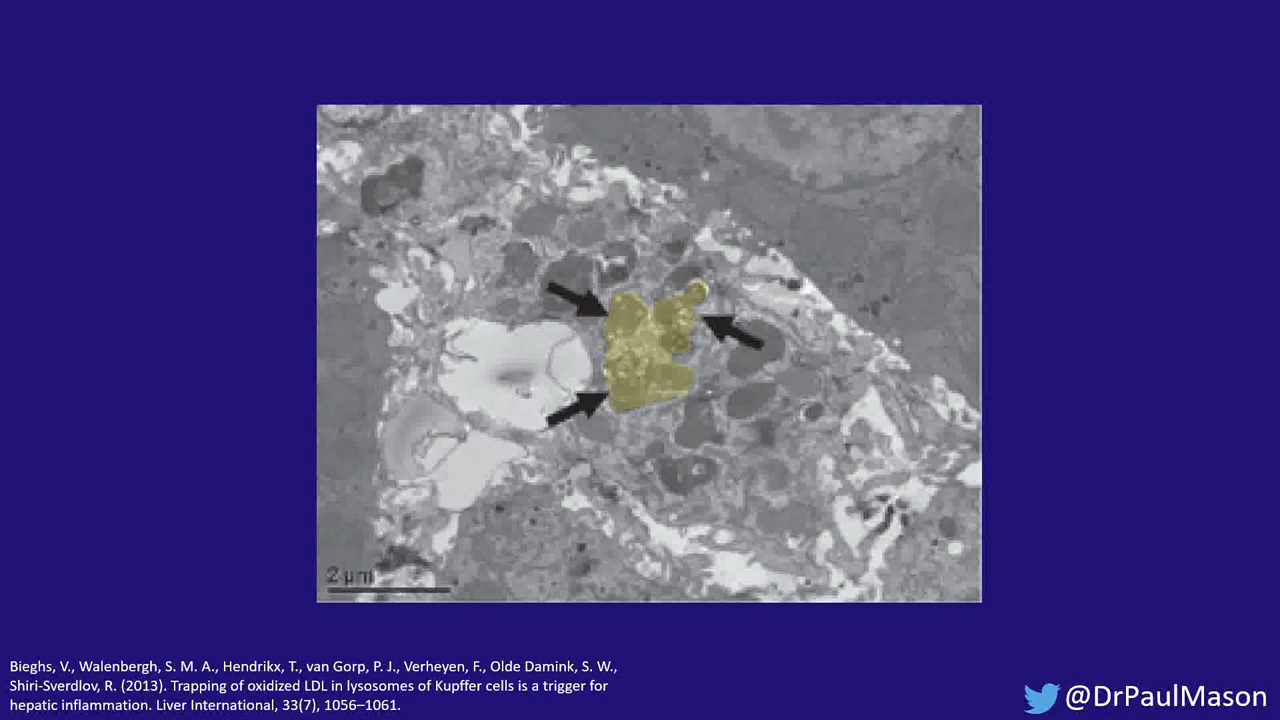 2 µm
Bieghs, V., Walenbergh, S. M. A., Hendrikx, T., van Gorp, P. J., Verheyen, F., Olde Damink, S. W.,
Shiri-Sverdlov, R. (2013). Trapping of oxidized LDL in lysosomes of Kupffer cells is a trigger for
hepatic inflammation. Liver International, 33(7), 1056–1061.
@DrPaulMason